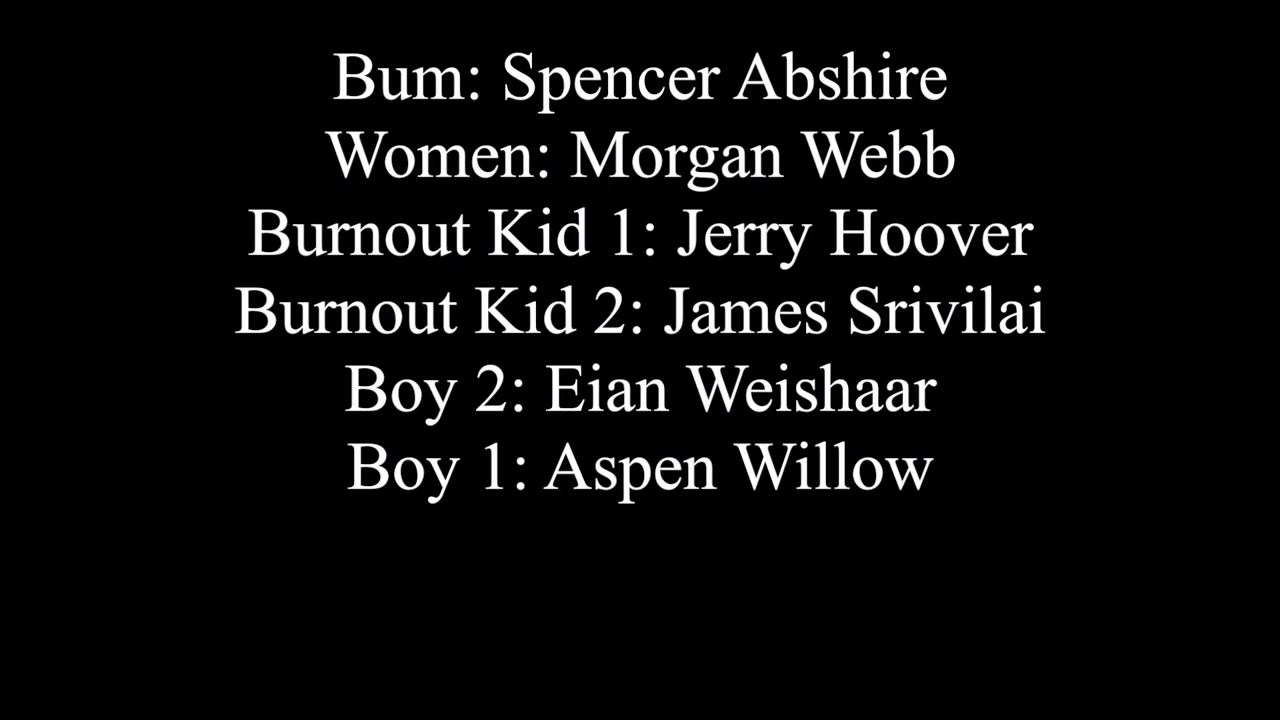 Bum: Spencer Abshire
Women: Morgan Webb
Burnout Kid 1: Jerry Hoover
Burnout Kid 2: James Srivilai
Boy 2: Eian Weishaar
Boy 1: Aspen Willow